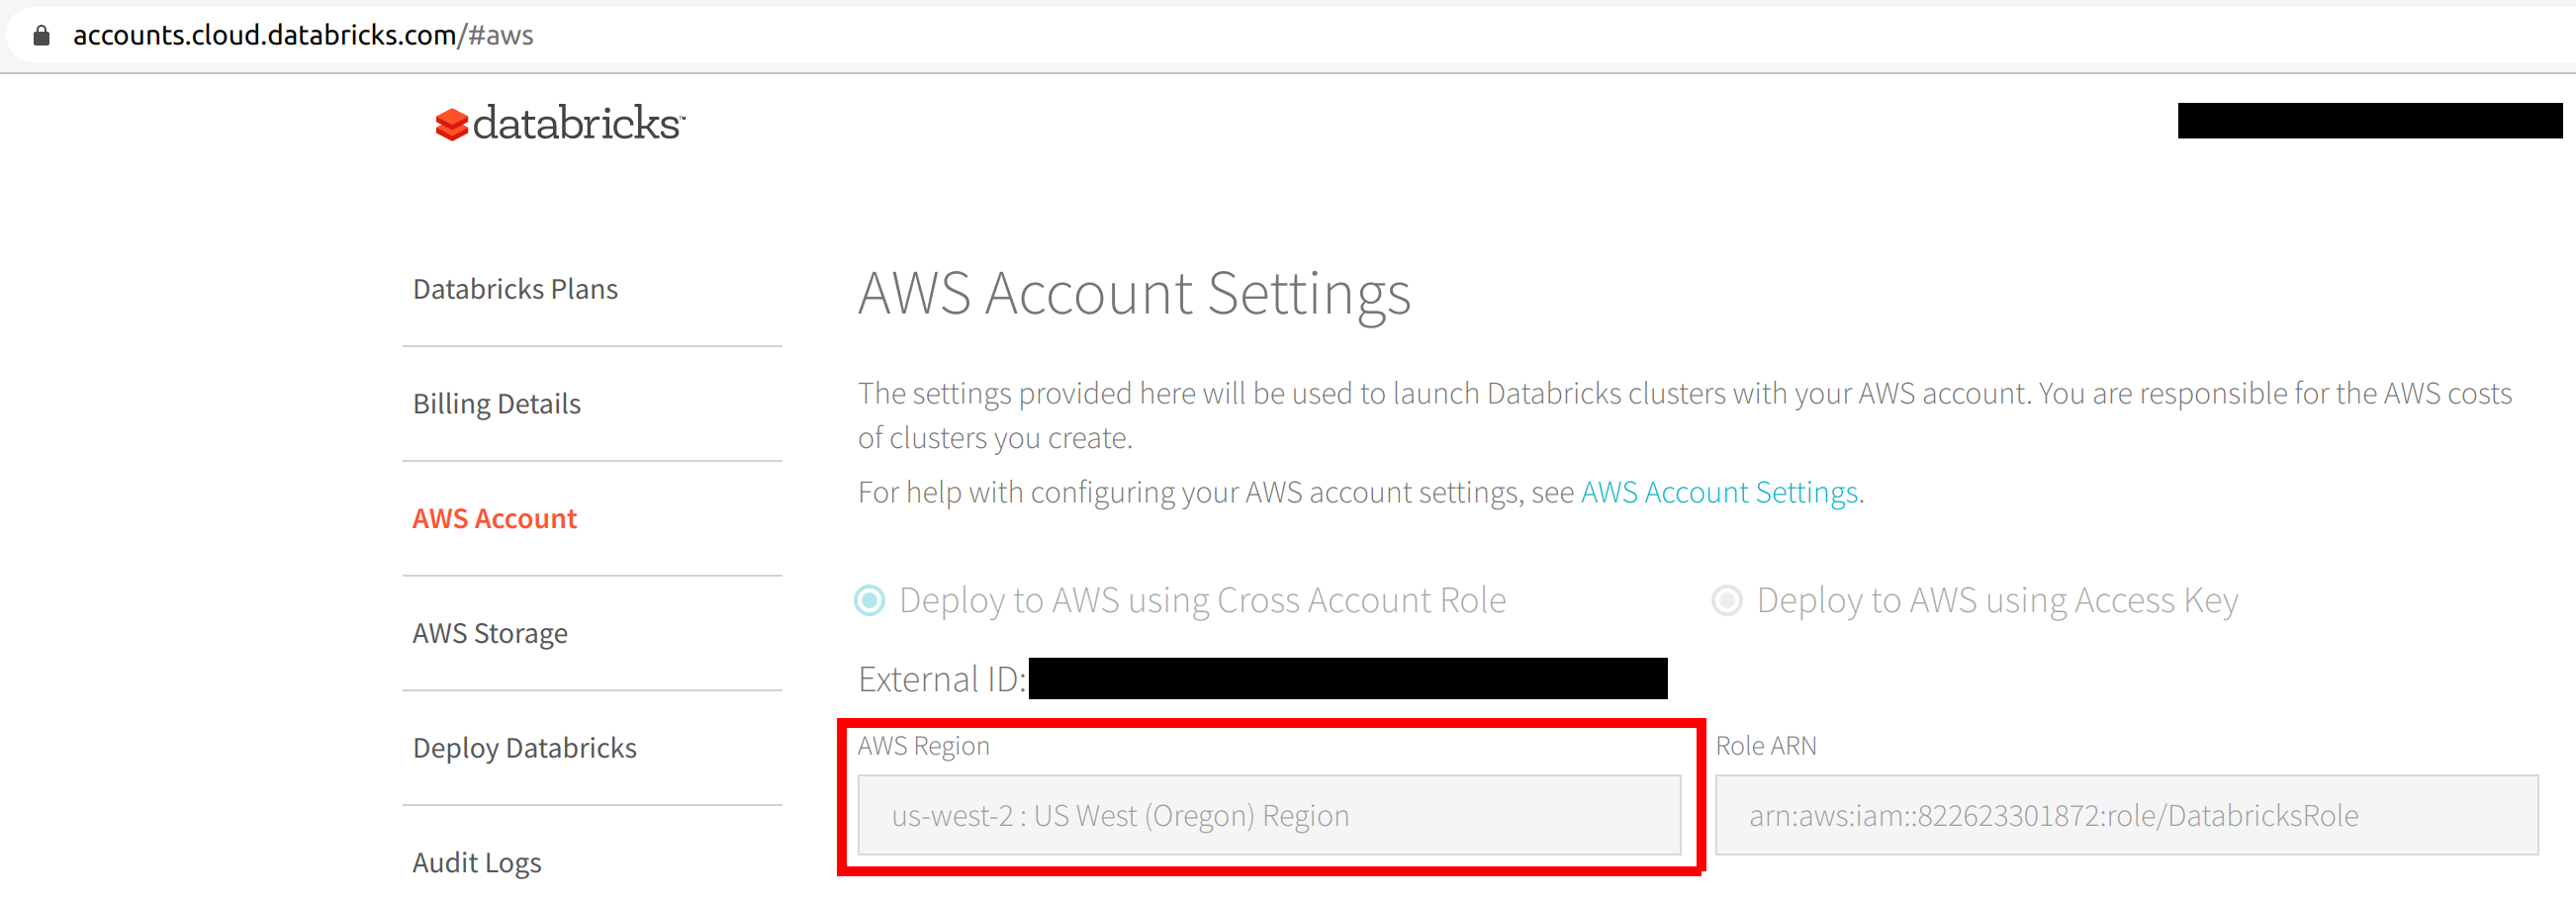 accounts.cloud.databricks.com/#aws
databricks™
Databricks Plans
Billing Details
AWS Account
AWS Storage
Deploy Databricks
Audit Logs
AWS Account Settings
The settings provided here will be used to launch Databricks clusters with your AWS account. You are responsible for the AWS costs
of clusters you create.
For help with configuring your AWS account settings, see AWS Account Settings.
Deploy to AWS using Cross Account Role
Deploy to AWS using Access Key
External ID:
AWS Region
us-west-2 : US West (Oregon) Region
Role ARN
arn:aws:iam::822623301872:role/DatabricksRole